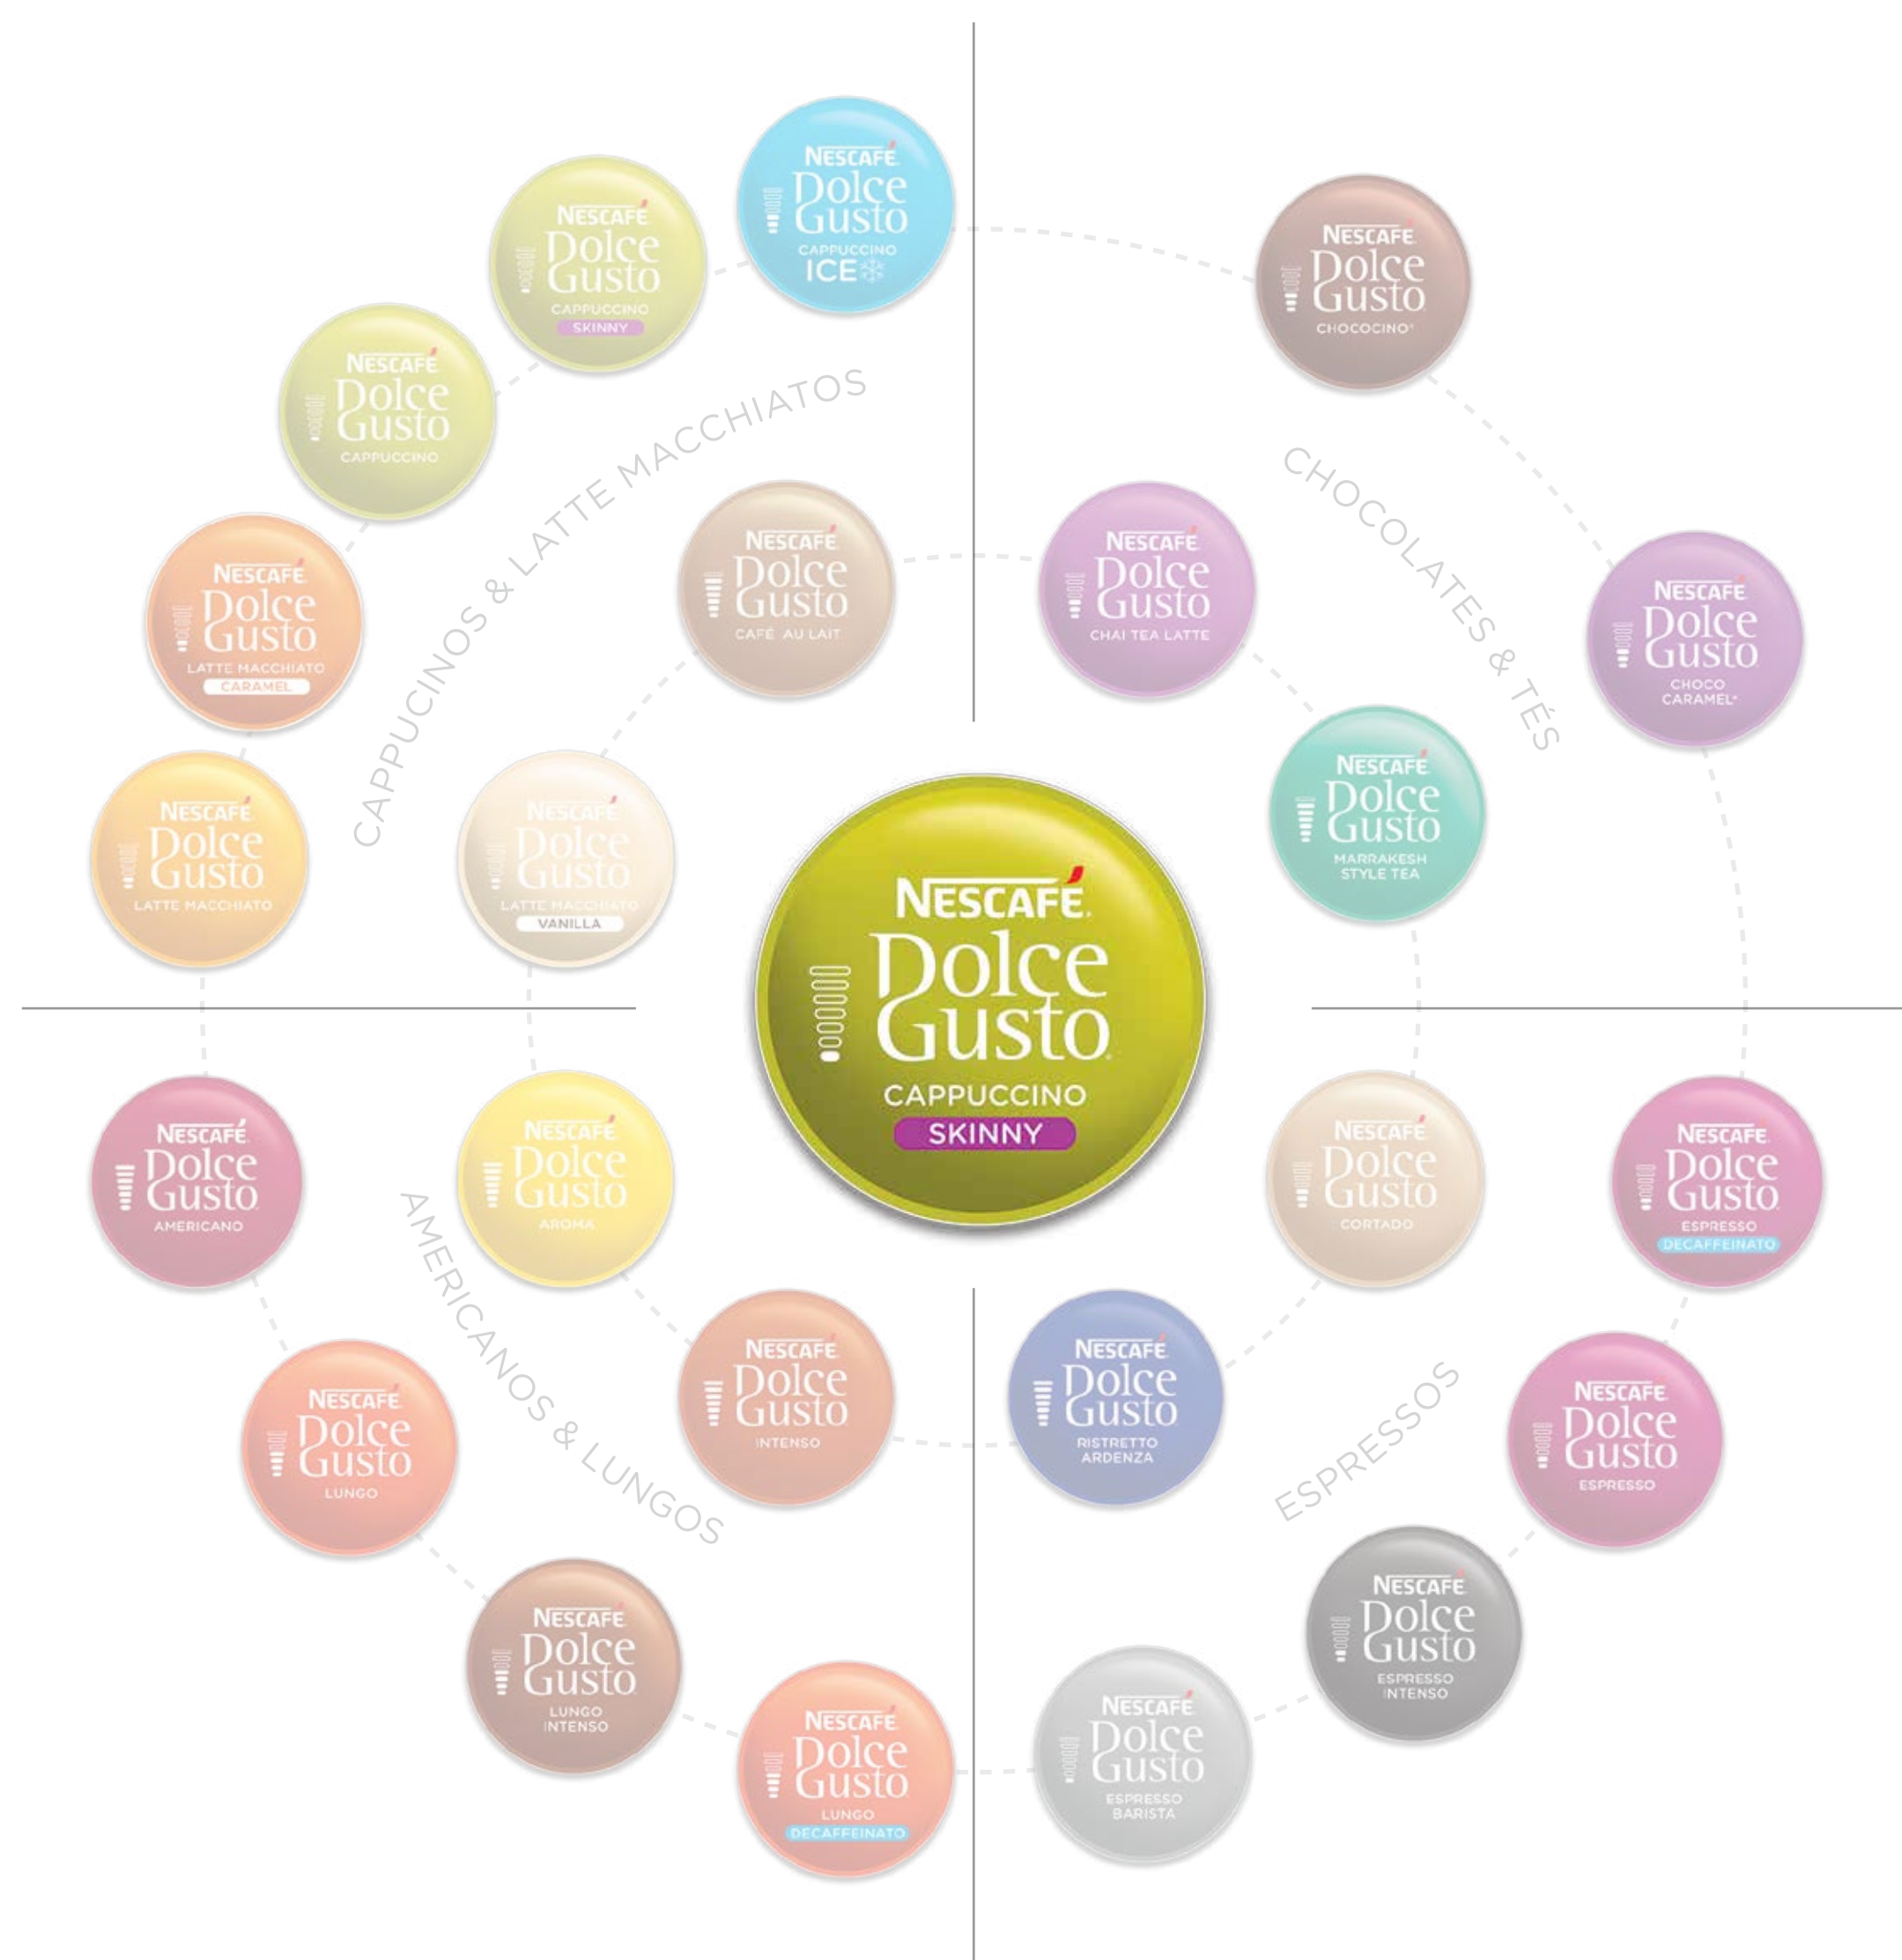 NESCAFÉ
Dolce
Gusto
CAPPUCCINO
ICE
NESCAFÉ
Dolce
Gusto
CAPPUCCINO
SKINNY
NESCAFÉ
Dolce
Gusto
CAPPUCCINO
NESCAFÉ
Dolce
Gusto
LATTE MACCHIATO
CARAMEL
NESCAFÉ
Dolce
Gusto
LATTE MACCHIATO
CAPPUCINOS & LATTE MACCHIATOS
NESCAFÉ
Dolce
Gusto
CAFÉ AU LAIT
NESCAFÉ
Dolce
Gusto
LATTE MACCHIATO
VANILLA
NESCAFÉ
Dolce
Gusto
CHOCOCINO*
NESCAFÉ
Dolce
Gusto
CHOCO
CARAMEL*
CHOCOLATES & TÉS
NESCAFÉ
Dolce
Gusto
CHAI TEA LATTE
NESCAFÉ
Dolce
Gusto
MARRAKESH
STYLE TEA
NESCAFÉ.
Dolce
Gusto
CAPPUCCINO
SKINNY
NESCAFÉ
Dolce
Gusto
AMERICANO
NESCAFÉ
Dolce
Gusto
AROMA
AMERICANOS & LUNGOS
NESCAFÉ
Dolce
Gusto
LUNGO
NESCAFÉ
Dolce
Gusto
INTENSO
NESCAFÉ
Dolce
Gusto
LUNGO
INTENSO
NESCAFÉ
Dolce
Gusto
LUNGO
DECAFFEINATO
NESCAFÉ
Dolce
Gusto
CORTADO
NESCAFÉ
Dolce
Gusto
ESPRESSO
DECAFFEINATO
NESCAFÉ
Dolce
Gusto
RISTRETTO
ARDENZA
ESPRESSOS
NESCAFÉ
Dolce
Gusto
ESPRESSO
NESCAFÉ
Dolce
Gusto
ESPRESSO
INTENSO
NESCAFÉ
Dolce
Gusto
ESPRESSO
BARISTA